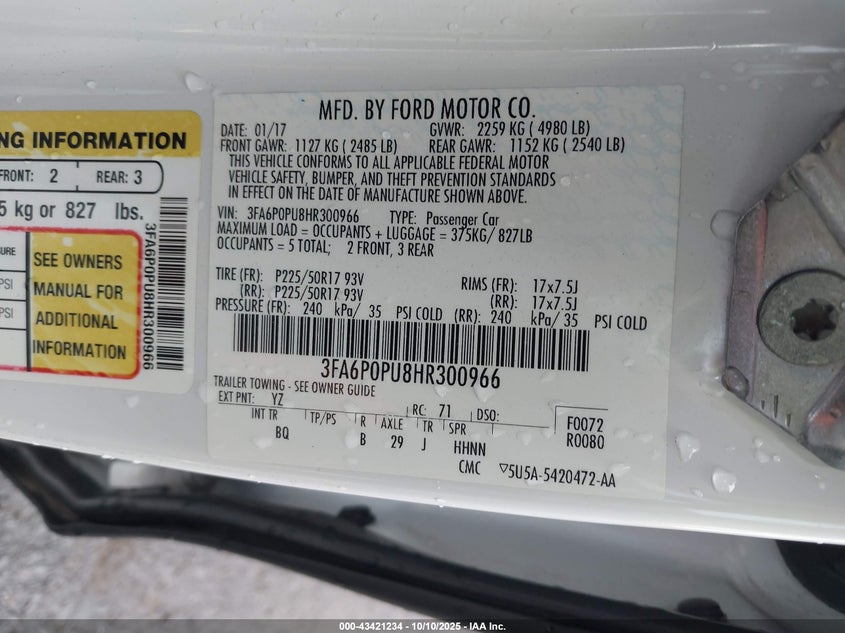 NG INFORMATION
FRONT: 2 REAR: 3
5 kg or 827 lbs.
SURE
PSI
PSI
SEE OWNERS
MANUAL FOR
ADDITIONAL
INFORMATION
3FA6P0PU8HR300966
MFD. BY FORD MOTOR CO.
DATE: 01/17 GVWR: 2259 KG ( 4980 LB)
FRONT GAWR: 1127 KG ( 2485 LB) REAR GAWR: 1152 KG ( 2540 LB)
THIS VEHICLE CONFORMS TO ALL APPLICABLE FEDERAL MOTOR
VEHICLE SAFETY, BUMPER, AND THEFT PREVENTION STANDARDS
IN EFFECT ON THE DATE OF MANUFACTURE SHOWN ABOVE.
VIN: 3FA6P0PU8HR300966 TYPE: Passenger Car
MAXIMUM LOAD = OCCUPANTS + LUGGAGE = 375KG/ 827LB
OCCUPANTS = 5 TOTAL; 2 FRONT, 3 REAR
TIRE (FR): P225/50R17 93V RIMS (FR): 17x7.5J
(RR): P225/50R17 93V (RR): 17x7.5J
PRESSURE (FR): 240 kPa/ 35 PSI COLD (RR): 240 kPa/ 35 PSI COLD
3FA6P0PU8HR300966
TRAILER TOWING - SEE OWNER GUIDE
EXT PNT: YZ RC: 71 DSO:
INT TR TP/PS R AXLE TR SPR F0072
BQ B 29 J HHNN R0080
CMC ▽5U5A-5420472-AA
000-43421234 - 10/10/2025 - IAA Inc.